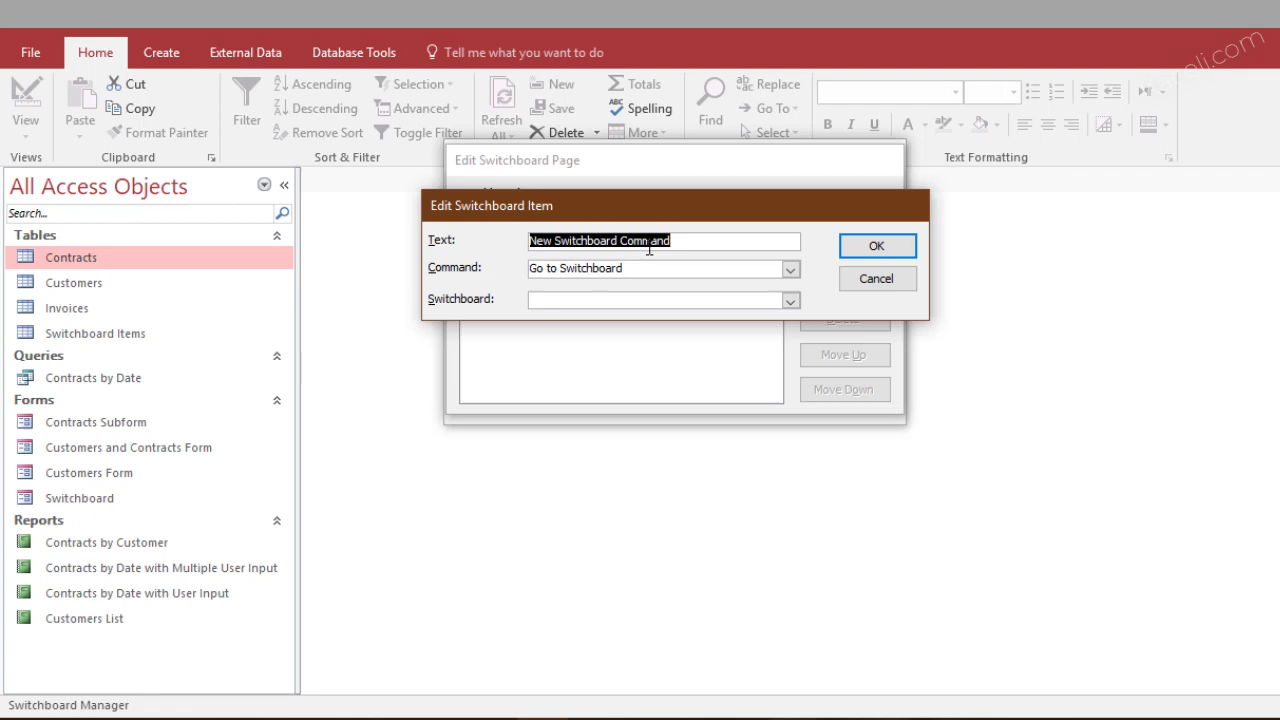 File Home Create External Data Database Tools Tell me what you want to do
Cut Ascending Selection New Totals Replace
Copy Descending Advanced Save Spelling Go To
View Paste Format Painter Filter Remove Sort Toggle Filter Refresh All Delete More Find Select B I U A
Views Clipboard Sort & Filter Text Formatting
Edit Switchboard Page
All Access Objects
Search...
Edit Switchboard Item
Text: New Switchboard Command OK
Command: Go to Switchboard Cancel
Switchboard:
Move Up
Move Down
Tables
Contracts
Customers
Invoices
Switchboard Items
Queries
Contracts by Date
Forms
Contracts Subform
Customers and Contracts Form
Customers Form
Switchboard
Reports
Contracts by Customer
Contracts by Date with Multiple User Input
Contracts by Date with User Input
Customers List
Switchboard Manager